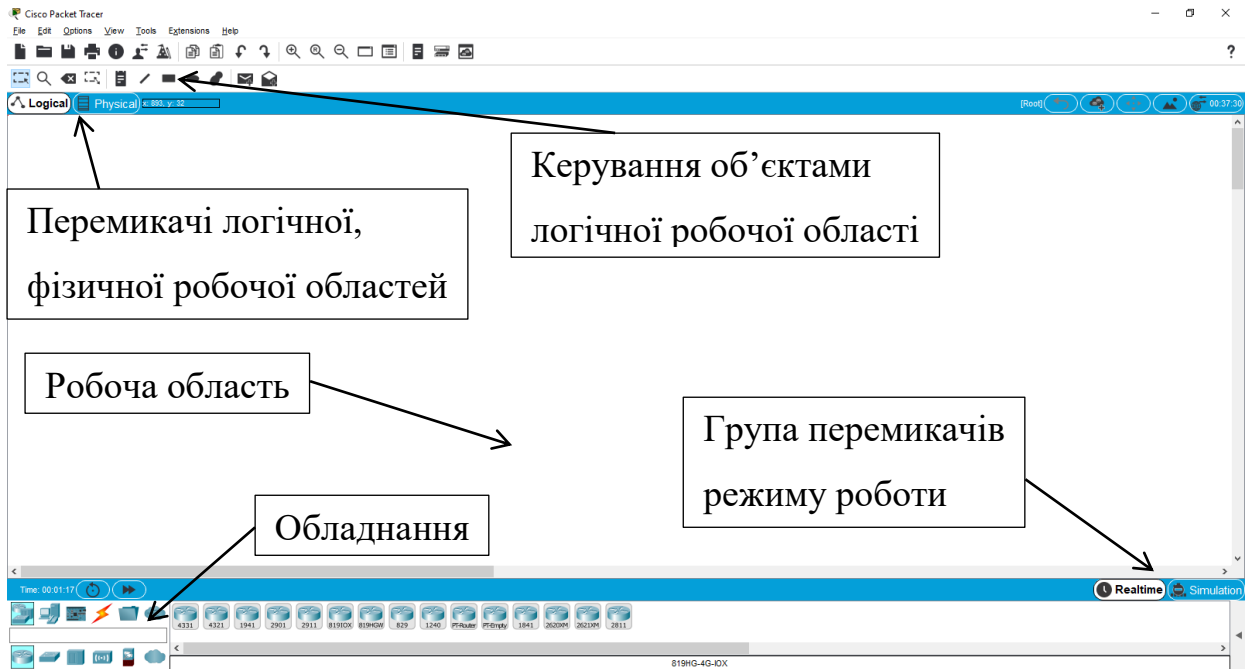 Cisco Packet Tracer
File Edit Options View Tools Extensions Help
?
Logical Physical x: 893, y: 32 [Root] 00:37:30
Керування об’єктами
логічної робочої області
Перемикачі логічної,
фізичної робочої областей
Робоча область
Група перемикачів
режиму роботи
Обладнання
Time: 00:01:17 Realtime Simulation
4331 4321 1941 2901 2911 819IOX 819HGW 829 1240 PT-Router PT-Empty 1841 2620XM 2621XM 2811
819HG-4G-IOX